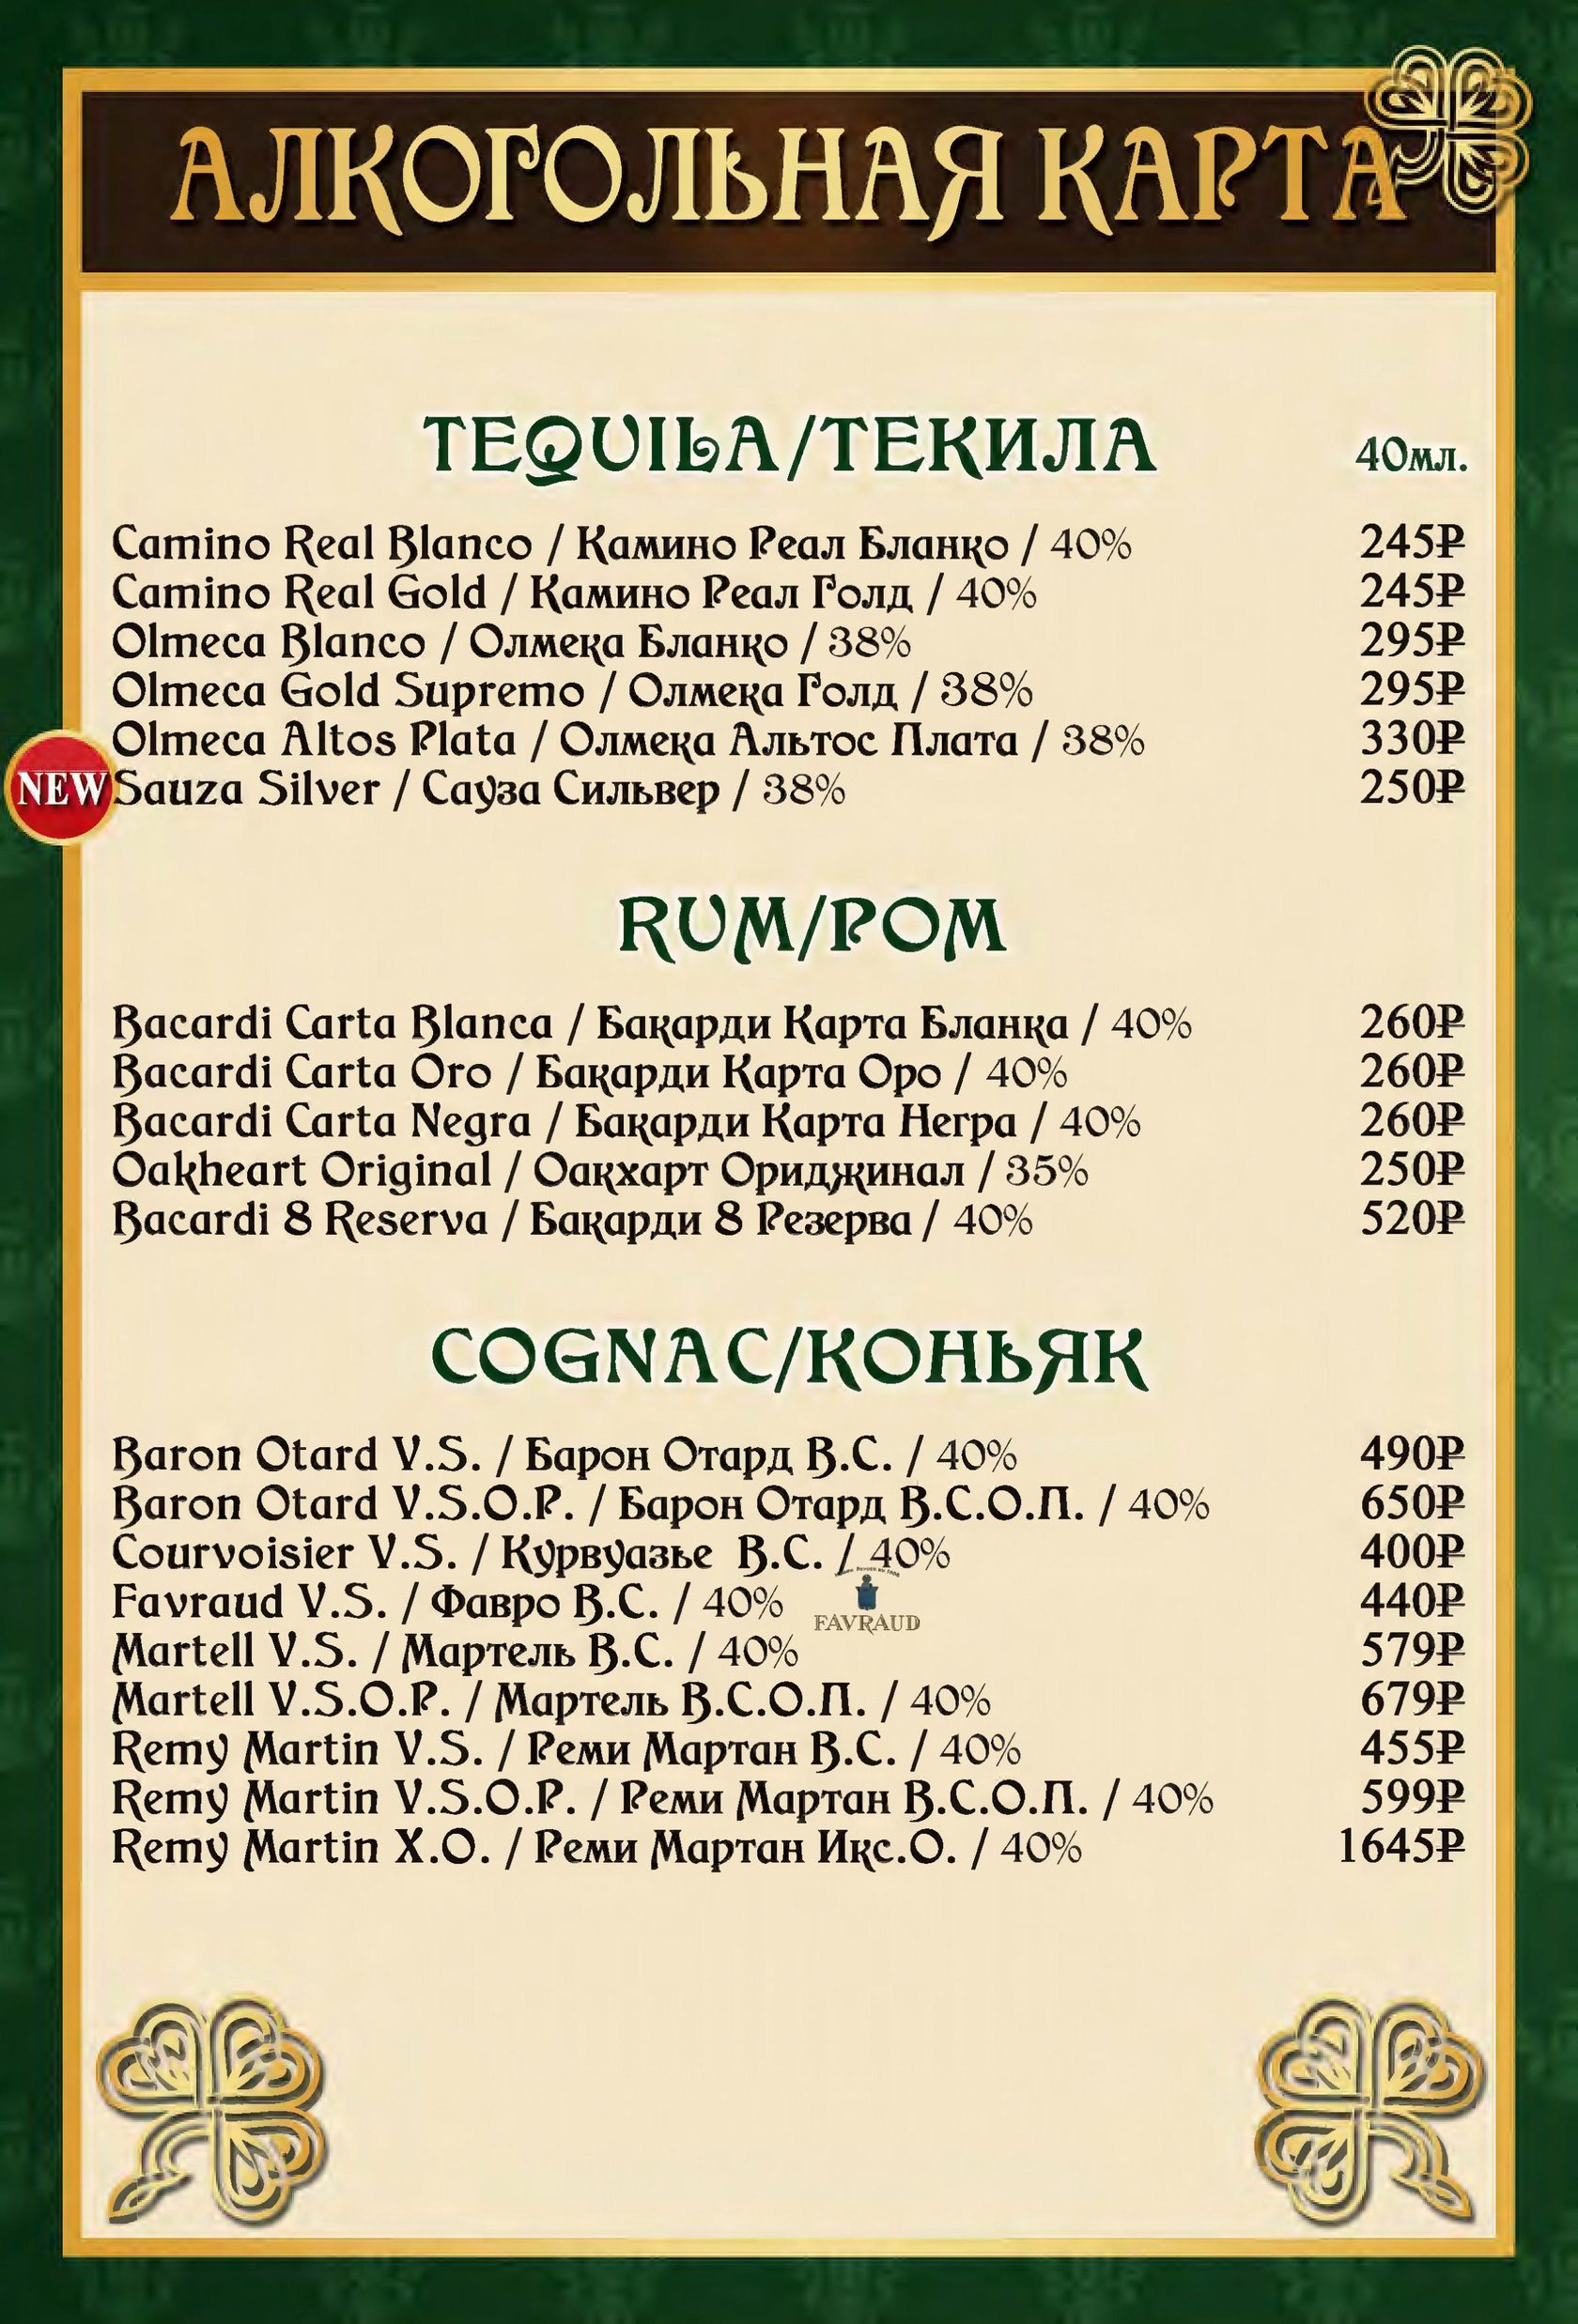 АЛКОГОЛЬНАЯ КАРТА
TEQUILA/ТЕКИЛА 40мл.
Camino Real Blanco / Камино Реал Бланко / 40% 245₽
Camino Real Gold / Камино Реал Голд / 40% 245₽
Olmeca Blanco / Олмека Бланко / 38% 295₽
Olmeca Gold Supremo / Олмека Голд / 38% 295₽
Olmeca Altos Plata / Олмека Альтос Плата / 38% 330₽
NEW Sauza Silver / Сауза Сильвер / 38% 250₽
RUM/РОМ
Bacardi Carta Blanca / Бакарди Карта Бланка / 40% 260₽
Bacardi Carta Oro / Бакарди Карта Оро / 40% 260₽
Bacardi Carta Negra / Бакарди Карта Негра / 40% 260₽
Oakheart Original / Оакхарт Ориджинал / 35% 250₽
Bacardi 8 Reserva / Бакарди 8 Резерва / 40% 520₽
COGNAC/КОНЬЯК
Baron Otard V.S. / Барон Отард В.С. / 40% 490₽
Baron Otard V.S.O.P. / Барон Отард В.С.О.П. / 40% 650₽
Courvoisier V.S. / Курвуазье В.С. / 40% 400₽
Favraud V.S. / Фавро В.С. / 40% FAVRAUD 440₽
Martell V.S. / Мартель В.С. / 40% 579₽
Martell V.S.O.P. / Мартель В.С.О.П. / 40% 679₽
Remy Martin V.S. / Реми Мартан В.С. / 40% 455₽
Remy Martin V.S.O.P. / Реми Мартан В.С.О.П. / 40% 599₽
Remy Martin X.O. / Реми Мартан Икс.О. / 40% 1645₽